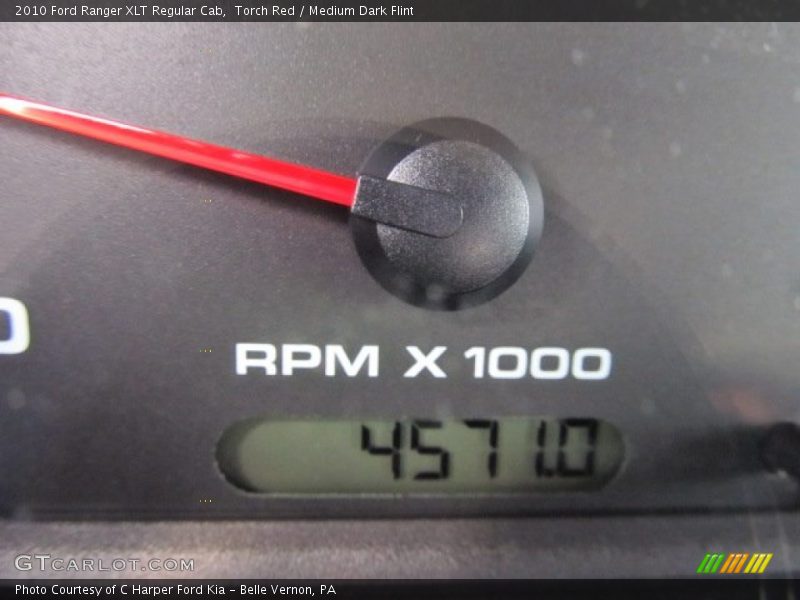 2010 Ford Ranger XLT Regular Cab, Torch Red / Medium Dark Flint
0
RPM X 1000
4571.0
GTCARLOT.COM
Photo Courtesy of C Harper Ford Kia - Belle Vernon, PA